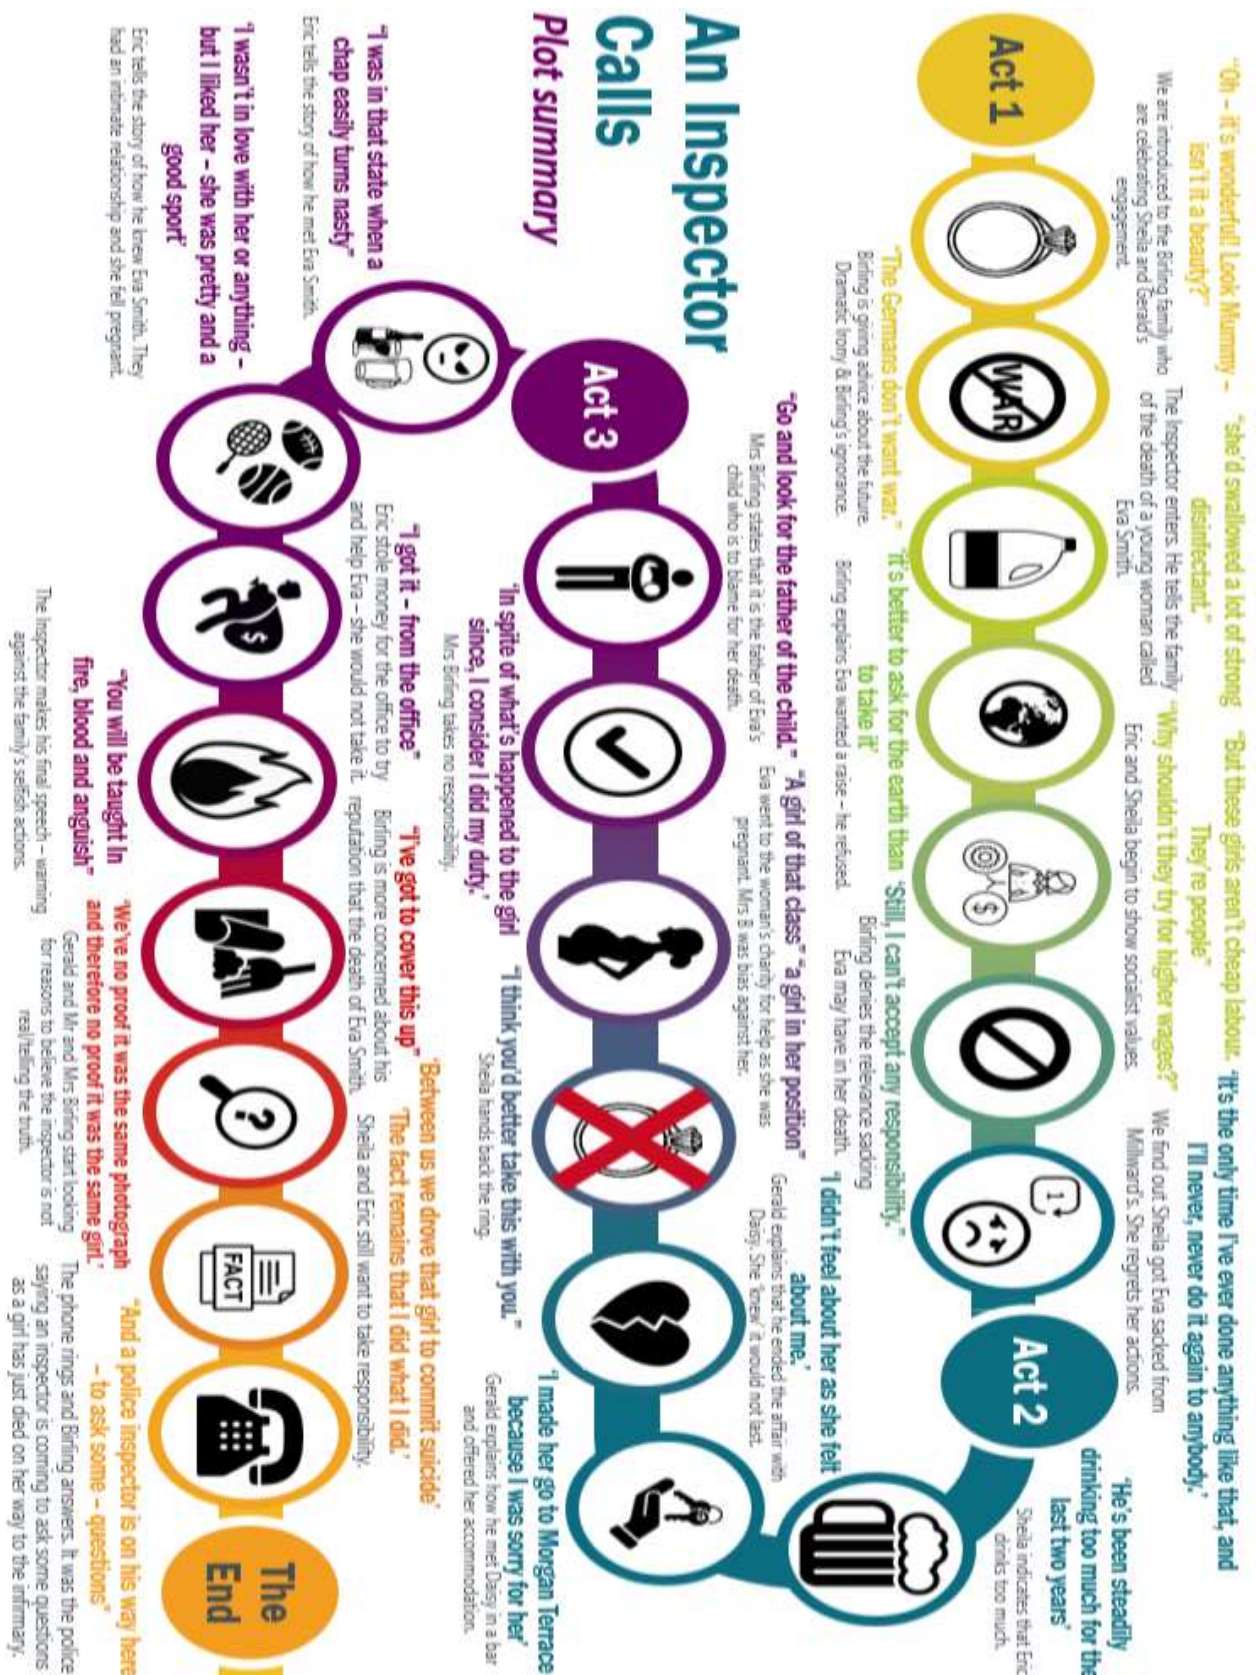 An Inspector
Calls
Plot summary
Act 1
"Oh – it's wonderful! Look Mummy –
isn't it a beauty?"
We are introduced to the Birling family who
are celebrating Sheila and Gerald's
engagement.
"The Germans don't want war."
Birling is giving advice about the future.
Dramatic Irony & Birling's ignorance.
WAR
"she'd swallowed a lot of strong
disinfectant."
The Inspector enters. He tells the family
of the death of a young woman called
Eva Smith.
'It's better to ask for the earth than
to take it'
Birling explains Eva wanted a raise – he refused.
"But these girls aren't cheap labour.
They're people"
"Why shouldn't they try for higher wages?"
Eric and Sheila begin to show socialist values.
$
'Still, I can't accept any responsibility."
Birling denies the relevance sacking
Eva may have in her death.
'It's the only time I've ever done anything like that, and
I'll never, never do it again to anybody.'
We find out Sheila got Eva sacked from
Millward's. She regrets her actions.
1
Act 2
'He's been steadily
drinking too much for the
last two years'
Sheila indicates that Eric
drinks too much.
'I made her go to Morgan Terrace
because I was sorry for her'
Gerald explains how he met Daisy in a bar
and offered her accommodation.
'I didn't feel about her as she felt
about me.'
Gerald explains that he ended the affair with
Daisy. She 'knew' it would not last.
"I think you'd better take this with you."
Sheila hands back the ring.
"A girl of that class" "a girl in her position"
Eva went to the woman's charity for help as she was
pregnant. Mrs B was bias against her.
'In spite of what's happened to the girl
since, I consider I did my duty.'
Mrs Birling takes no responsibility.
"Go and look for the father of the child."
Mrs Birling states that it is the father of Eva's
child who is to blame for her death.
Act 3
"I was in that state when a
chap easily turns nasty"
Eric tells the story of how he met Eva Smith.
'I wasn't in love with her or anything –
but I liked her – she was pretty and a
good sport'
Eric tells the story of how he knew Eva Smith. They
had an intimate relationship and she fell pregnant.
"I got it – from the office"
Eric stole money for the office to try
and help Eva – she would not take it.
$
"You will be taught In
fire, blood and anguish"
The Inspector makes his final speech – warning
against the family's selfish actions.
"I've got to cover this up"
Birling is more concerned about his
reputation that the death of Eva Smith.
'We've no proof it was the same photograph
and therefore no proof it was the same girl.'
Gerald and Mr and Mrs Birling start looking
for reasons to believe the inspector is not
real/telling the truth.
?
'Between us we drove that girl to commit suicide'
'The fact remains that I did what I did.'
Sheila and Eric still want to take responsibility.
FACT
"And a police inspector is on his way here
– to ask some – questions"
The phone rings and Birling answers. It was the police
saying an inspector is coming to ask some questions
as a girl has just died on her way to the infirmary.
The
End